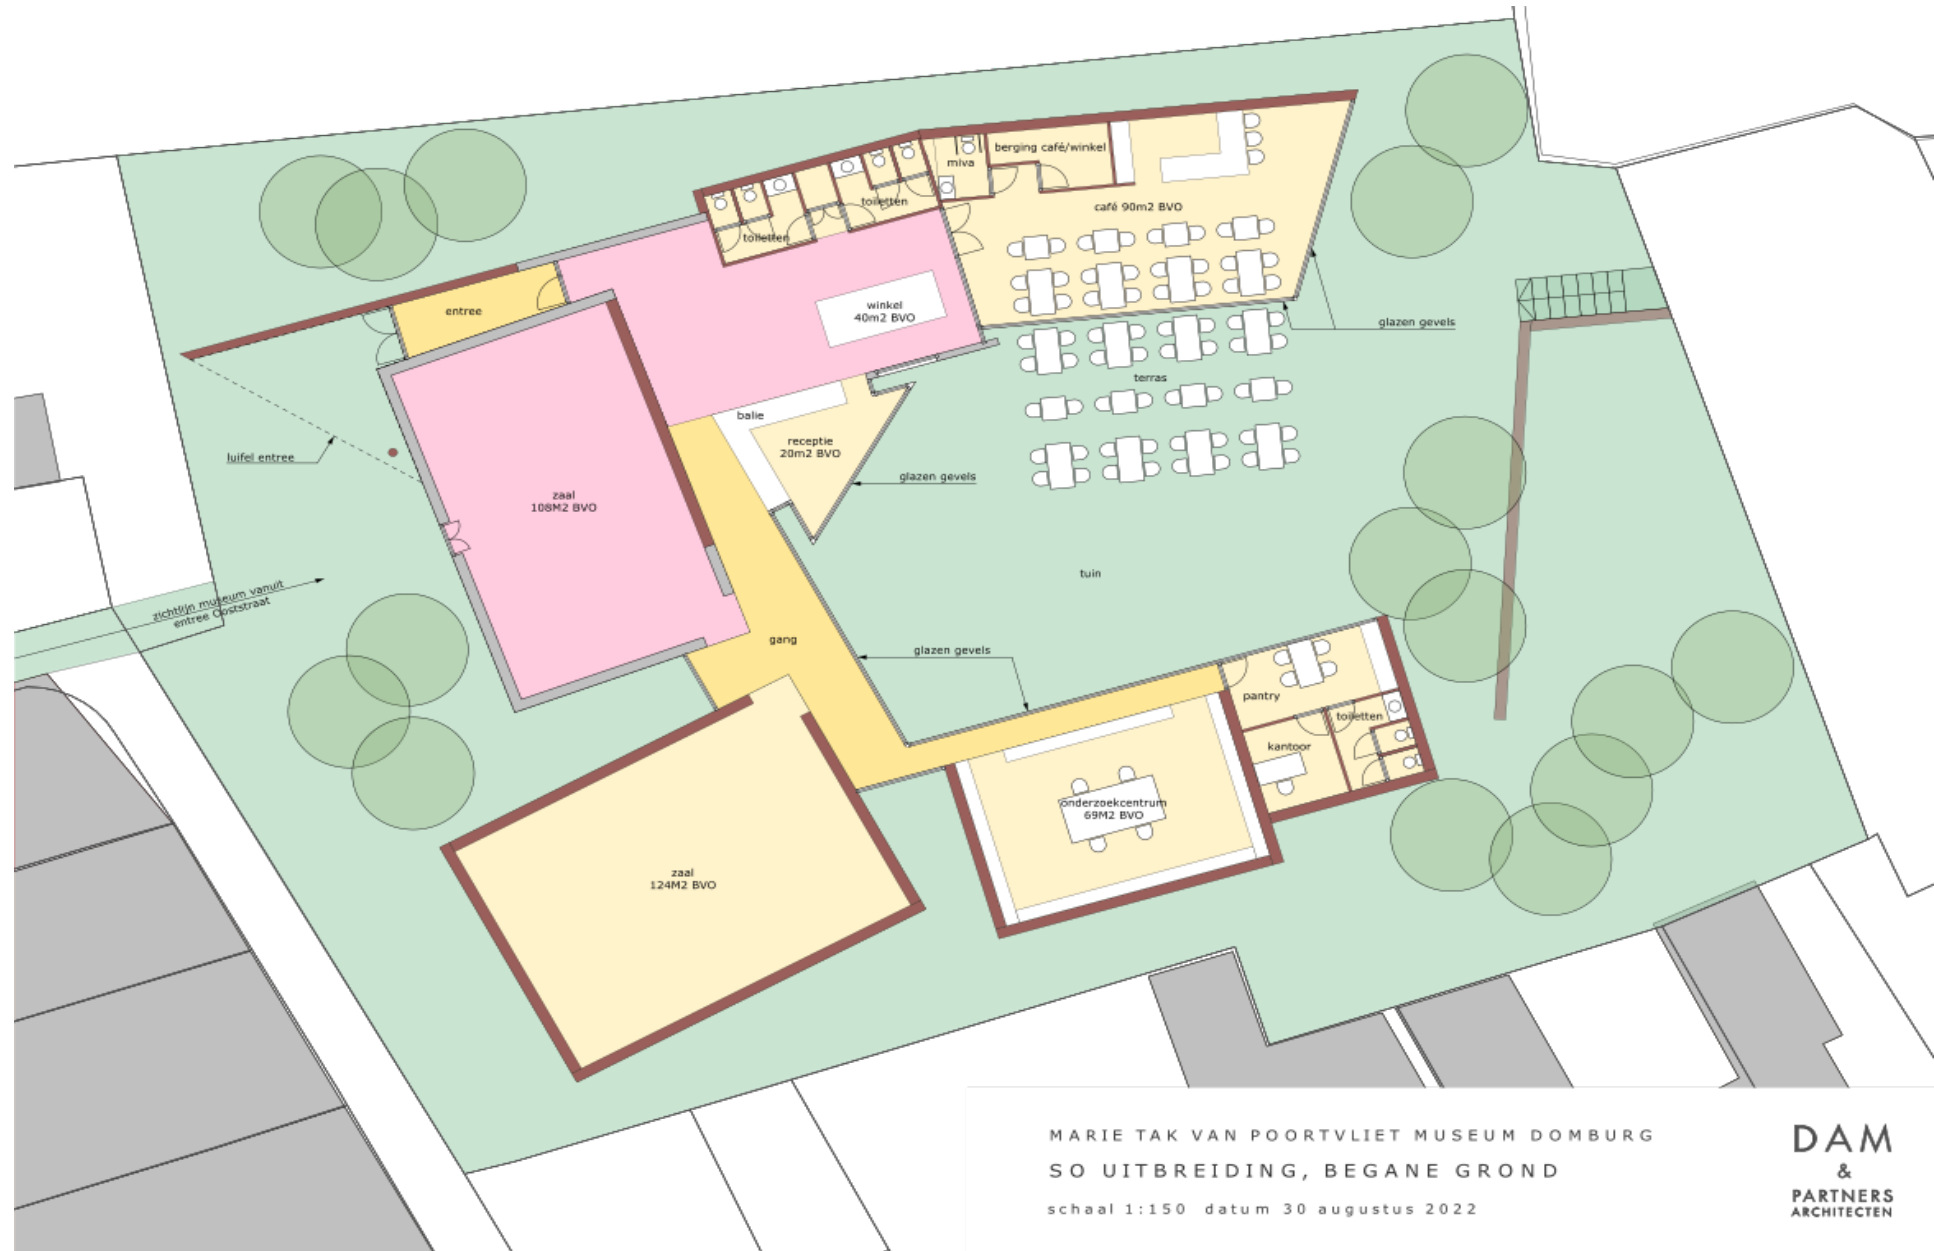 miva
berging café/winkel
toiletten
toiletten
café 90m2 BVO
entree
winkel
40m2 BVO
glazen gevels
terras
balie
receptie
20m2 BVO
luifel entree
glazen gevels
zaal
108M2 BVO
zichtlijn museum vanuit
entree Ooststraat
tuin
gang
glazen gevels
pantry
toiletten
kantoor
onderzoekcentrum
69M2 BVO
zaal
124M2 BVO
MARIE TAK VAN POORTVLIET MUSEUM DOMBURG
SO UITBREIDING, BEGANE GROND
schaal 1:150 datum 30 augustus 2022
DAM
&
PARTNERS
ARCHITECTEN